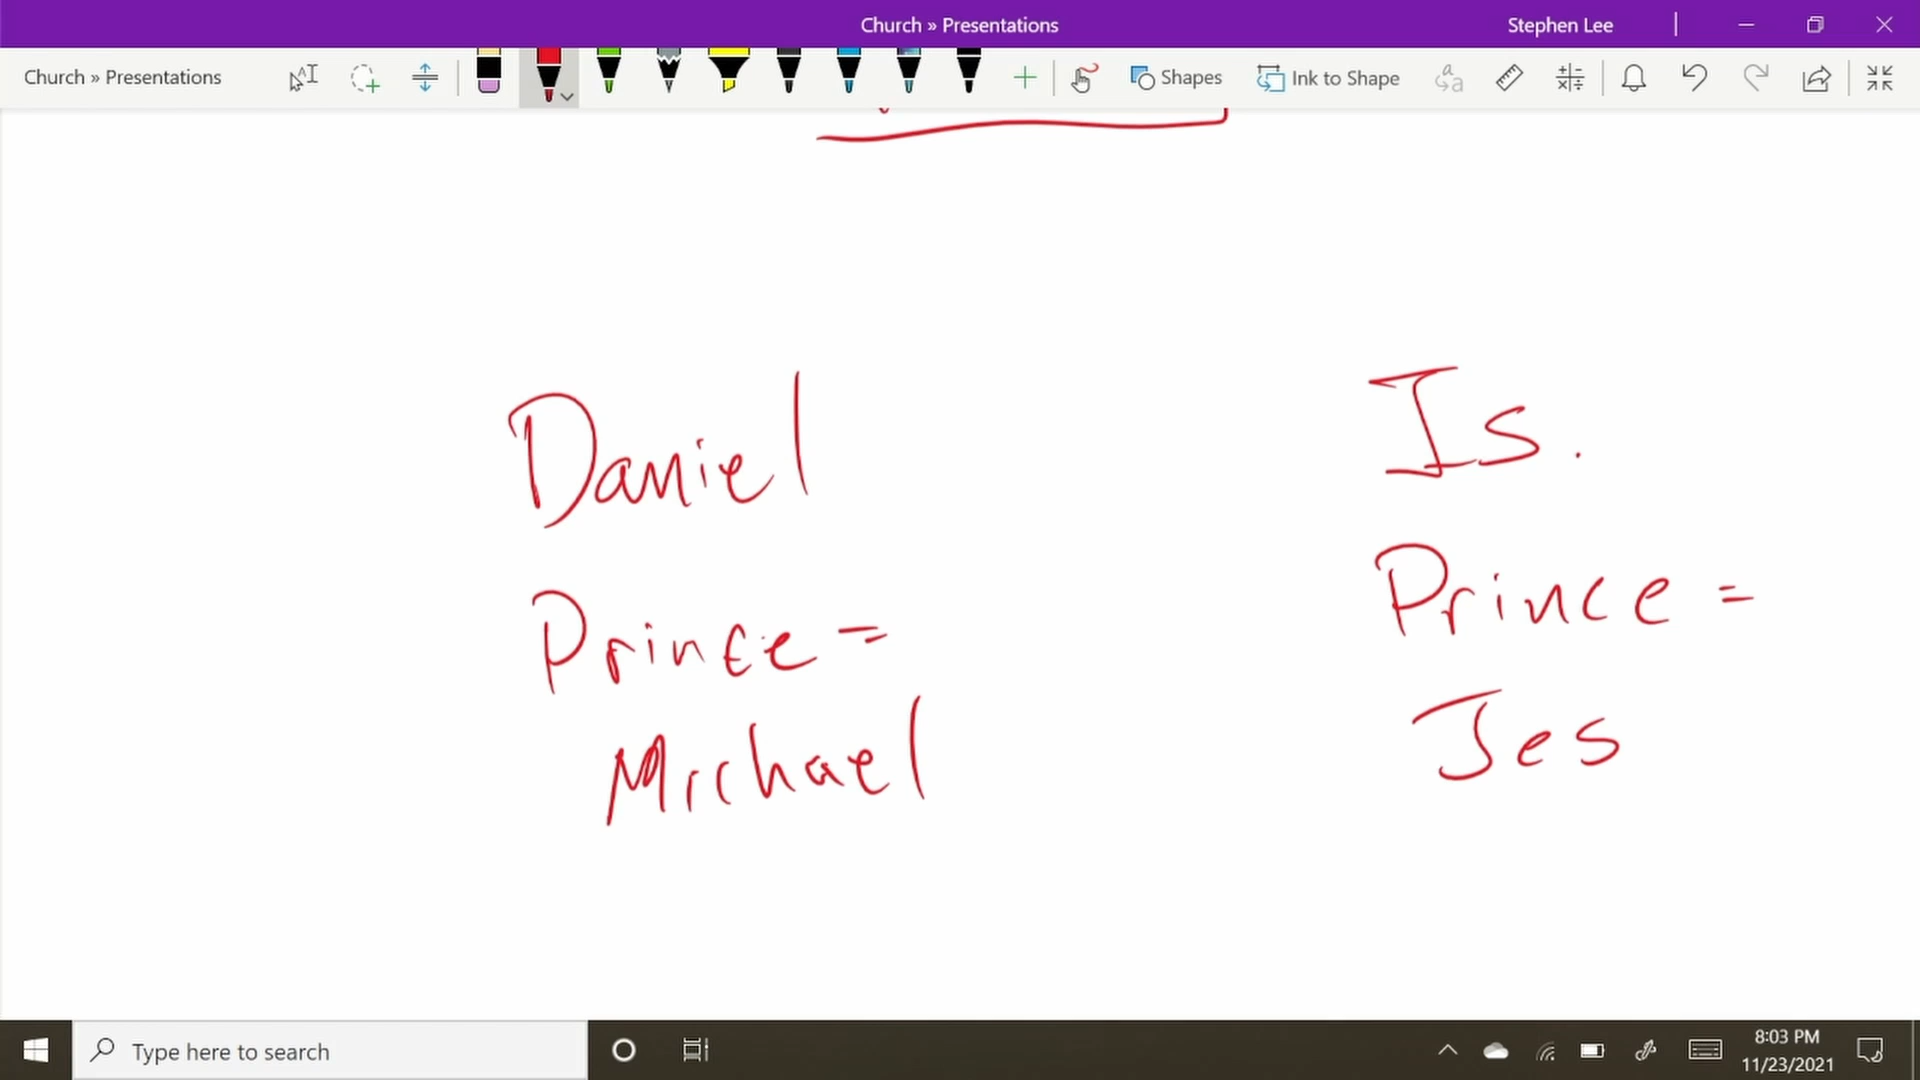 Church » Presentations
Stephen Lee
Church » Presentations
Shapes
Ink to Shape
Daniel
Prince =
Michael
Is.
Prince =
Jes
Type here to search
8:03 PM
11/23/2021